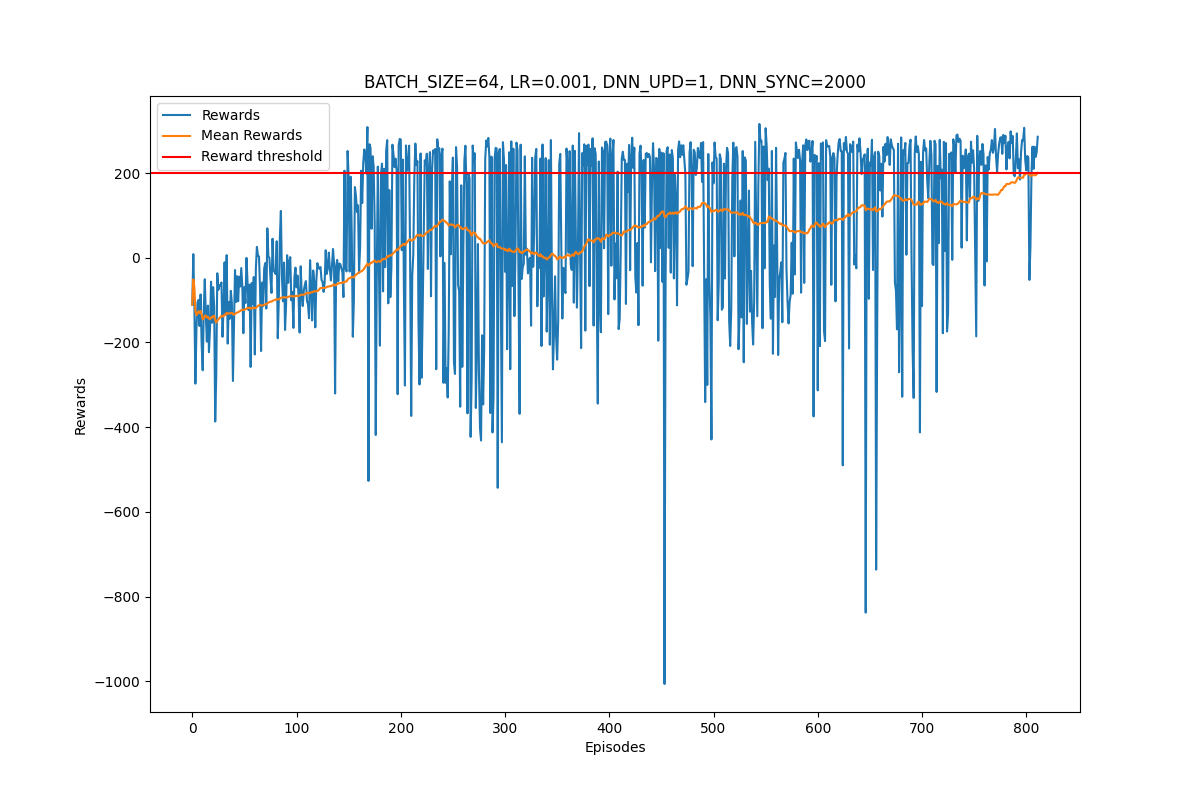 BATCH_SIZE=64, LR=0.001, DNN_UPD=1, DNN_SYNC=2000
Rewards
Mean Rewards
Reward threshold
200
0
−200
−400
−600
−800
−1000
Rewards
0 100 200 300 400 500 600 700 800
Episodes